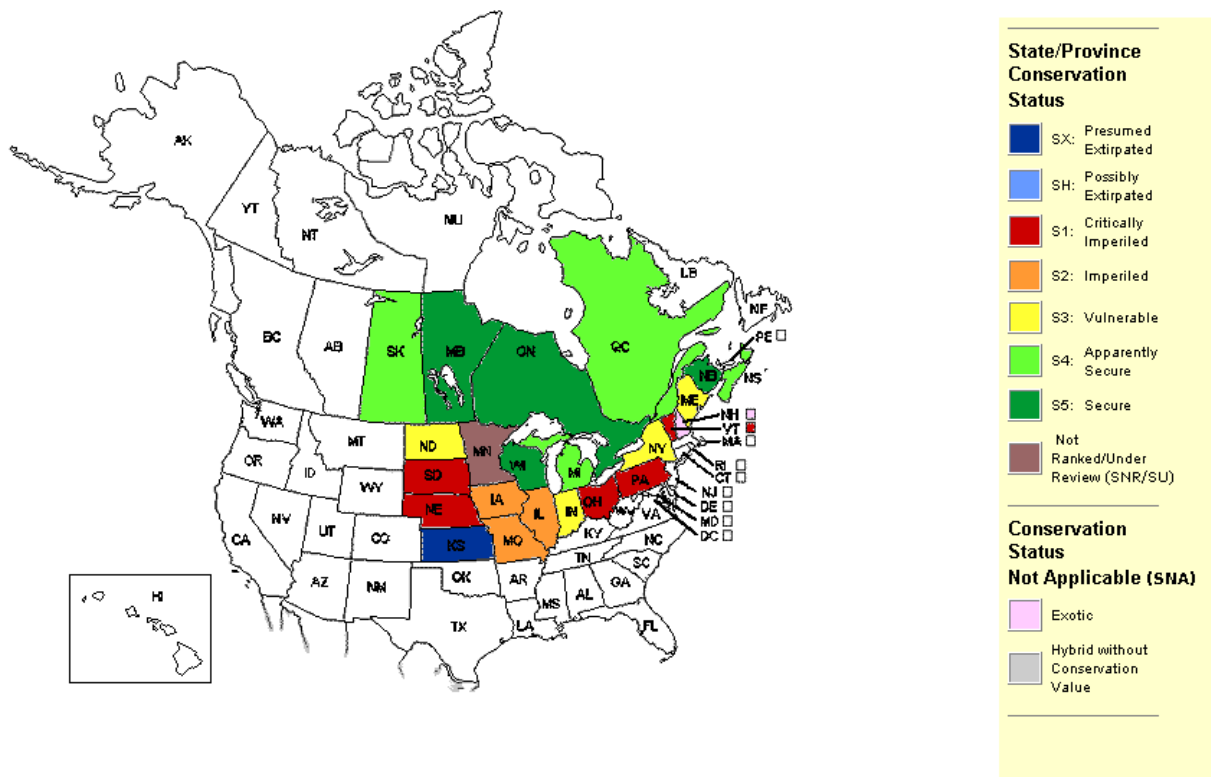 AK
YT
NT
NU
BC
AB
SK
MB
ON
QC
LB
NF
PE
NB
NS
ME
NH
VT
MA
RI
CT
NJ
DE
MD
DC
WA
OR
ID
MT
WY
ND
SD
NE
KS
MN
WI
MI
IA
IL
IN
OH
PA
NY
MO
KY
WV
VA
NV
UT
CO
CA
AZ
NM
OK
AR
TN
NC
SC
MS
AL
GA
TX
LA
FL
HI
State/Province
Conservation
Status
SX: Presumed
Extirpated
SH: Possibly
Extirpated
S1: Critically
Imperiled
S2: Imperiled
S3: Vulnerable
S4: Apparently
Secure
S5: Secure
Not
Ranked/Under
Review (SNR/SU)
Conservation
Status
Not Applicable (SNA)
Exotic
Hybrid without
Conservation
Value